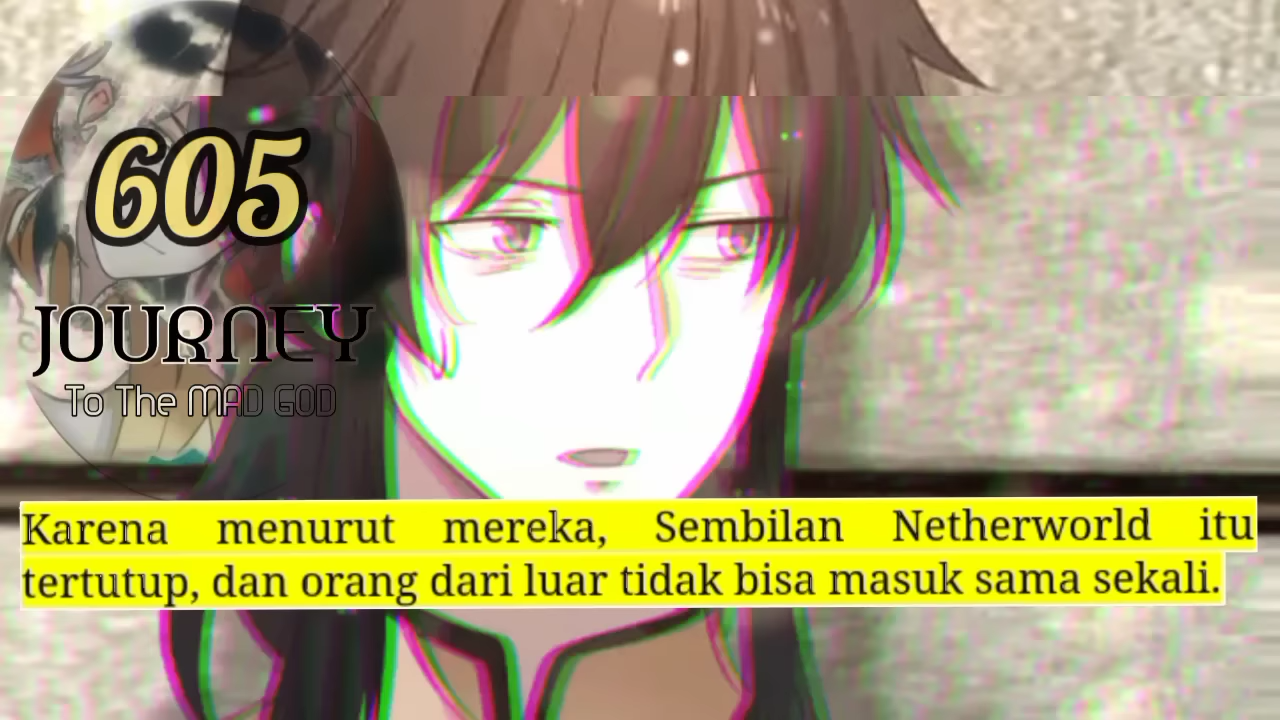 605
JOURNEY
To The MAD GOD
Karena menurut mereka, Sembilan Netherworld itu
tertutup, dan orang dari luar tidak bisa masuk sama sekali.